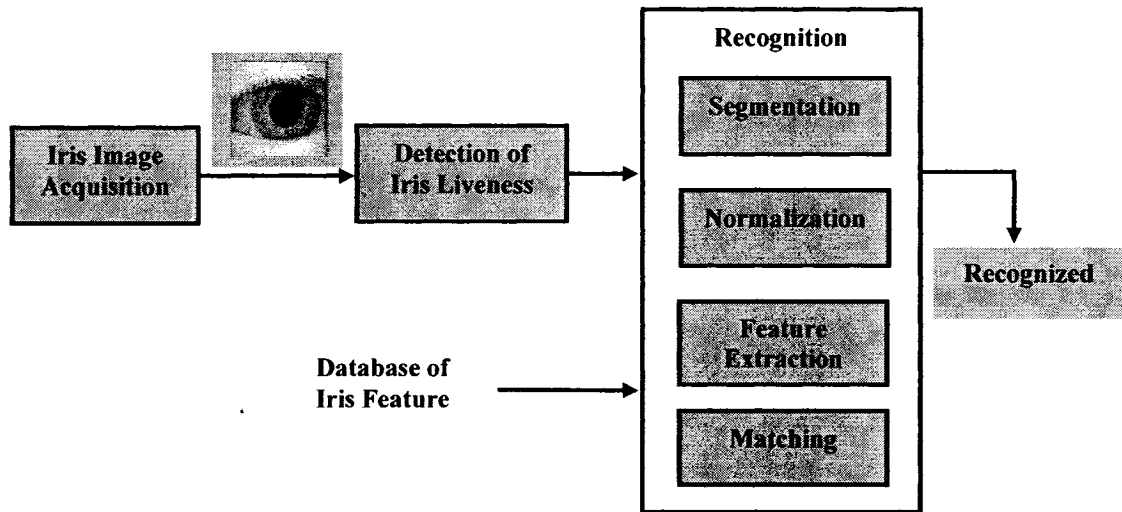 Recognition
Segmentation
Iris Image
Acquisition
Detection of
Iris Liveness
Normalization
Recognized
Feature
Extraction
Database of
Iris Feature
Matching